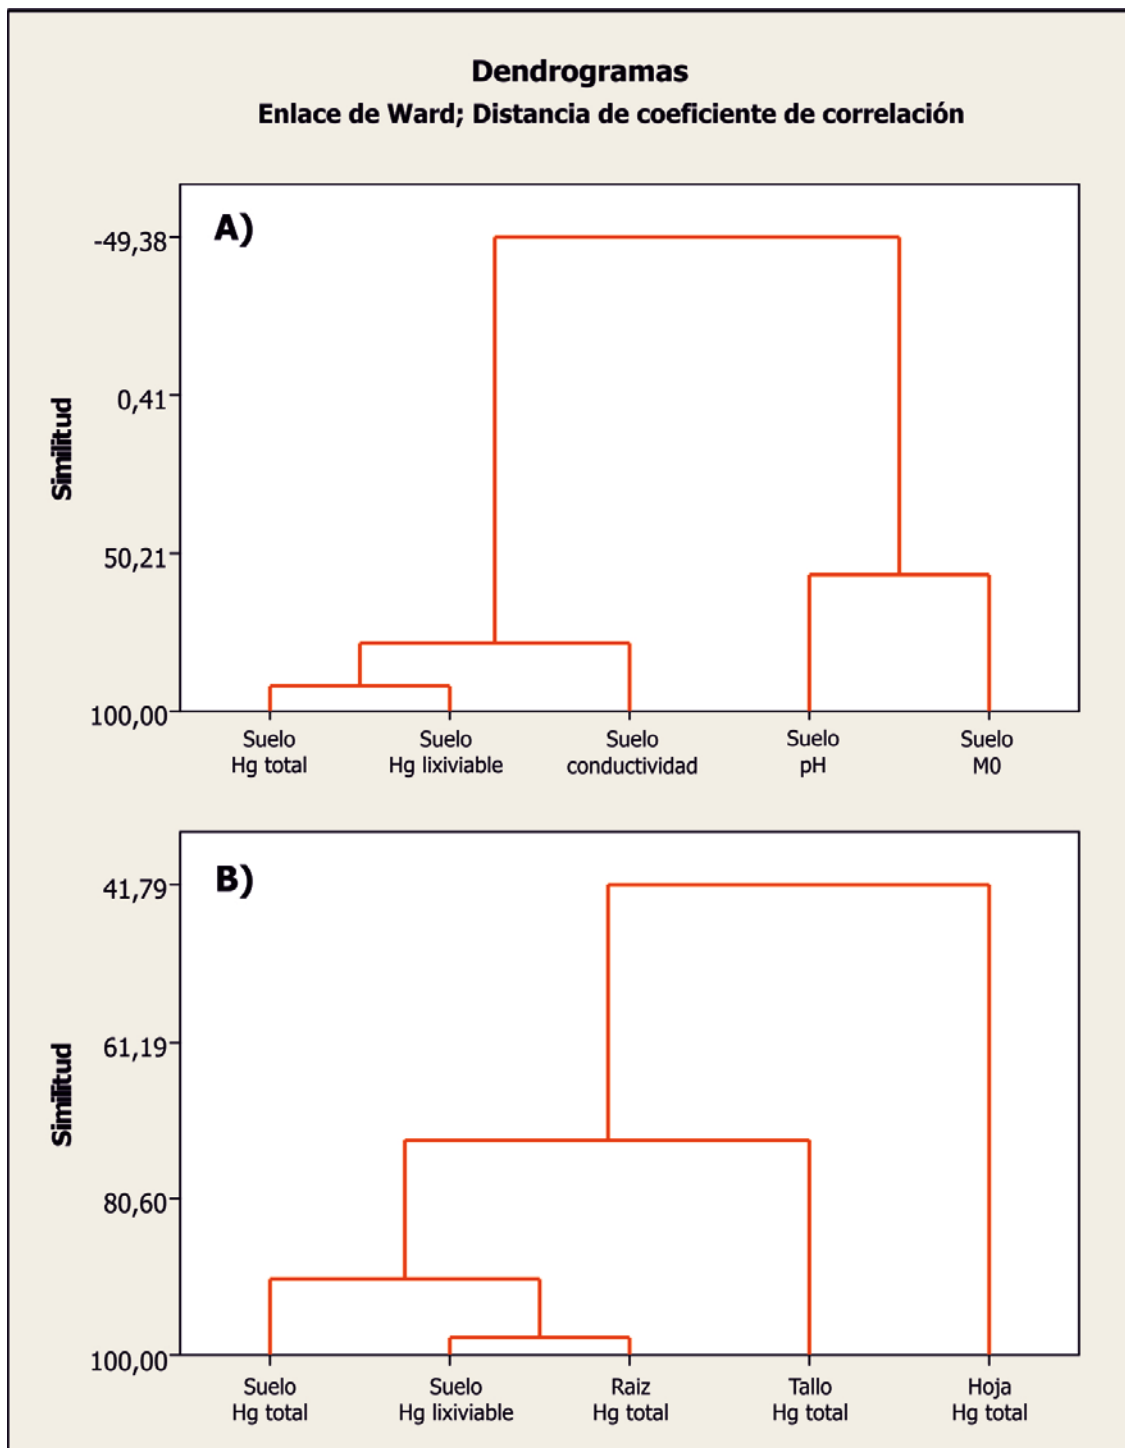 Dendrogramas
Enlace de Ward; Distancia de coeficiente de correlación
A)
-49,38
0,41
50,21
100,00
Similitud
Suelo Hg total
Suelo Hg lixiviable
Suelo conductividad
Suelo pH
Suelo M0
B)
41,79
61,19
80,60
100,00
Similitud
Suelo Hg total
Suelo Hg lixiviable
Raiz Hg total
Tallo Hg total
Hoja Hg total